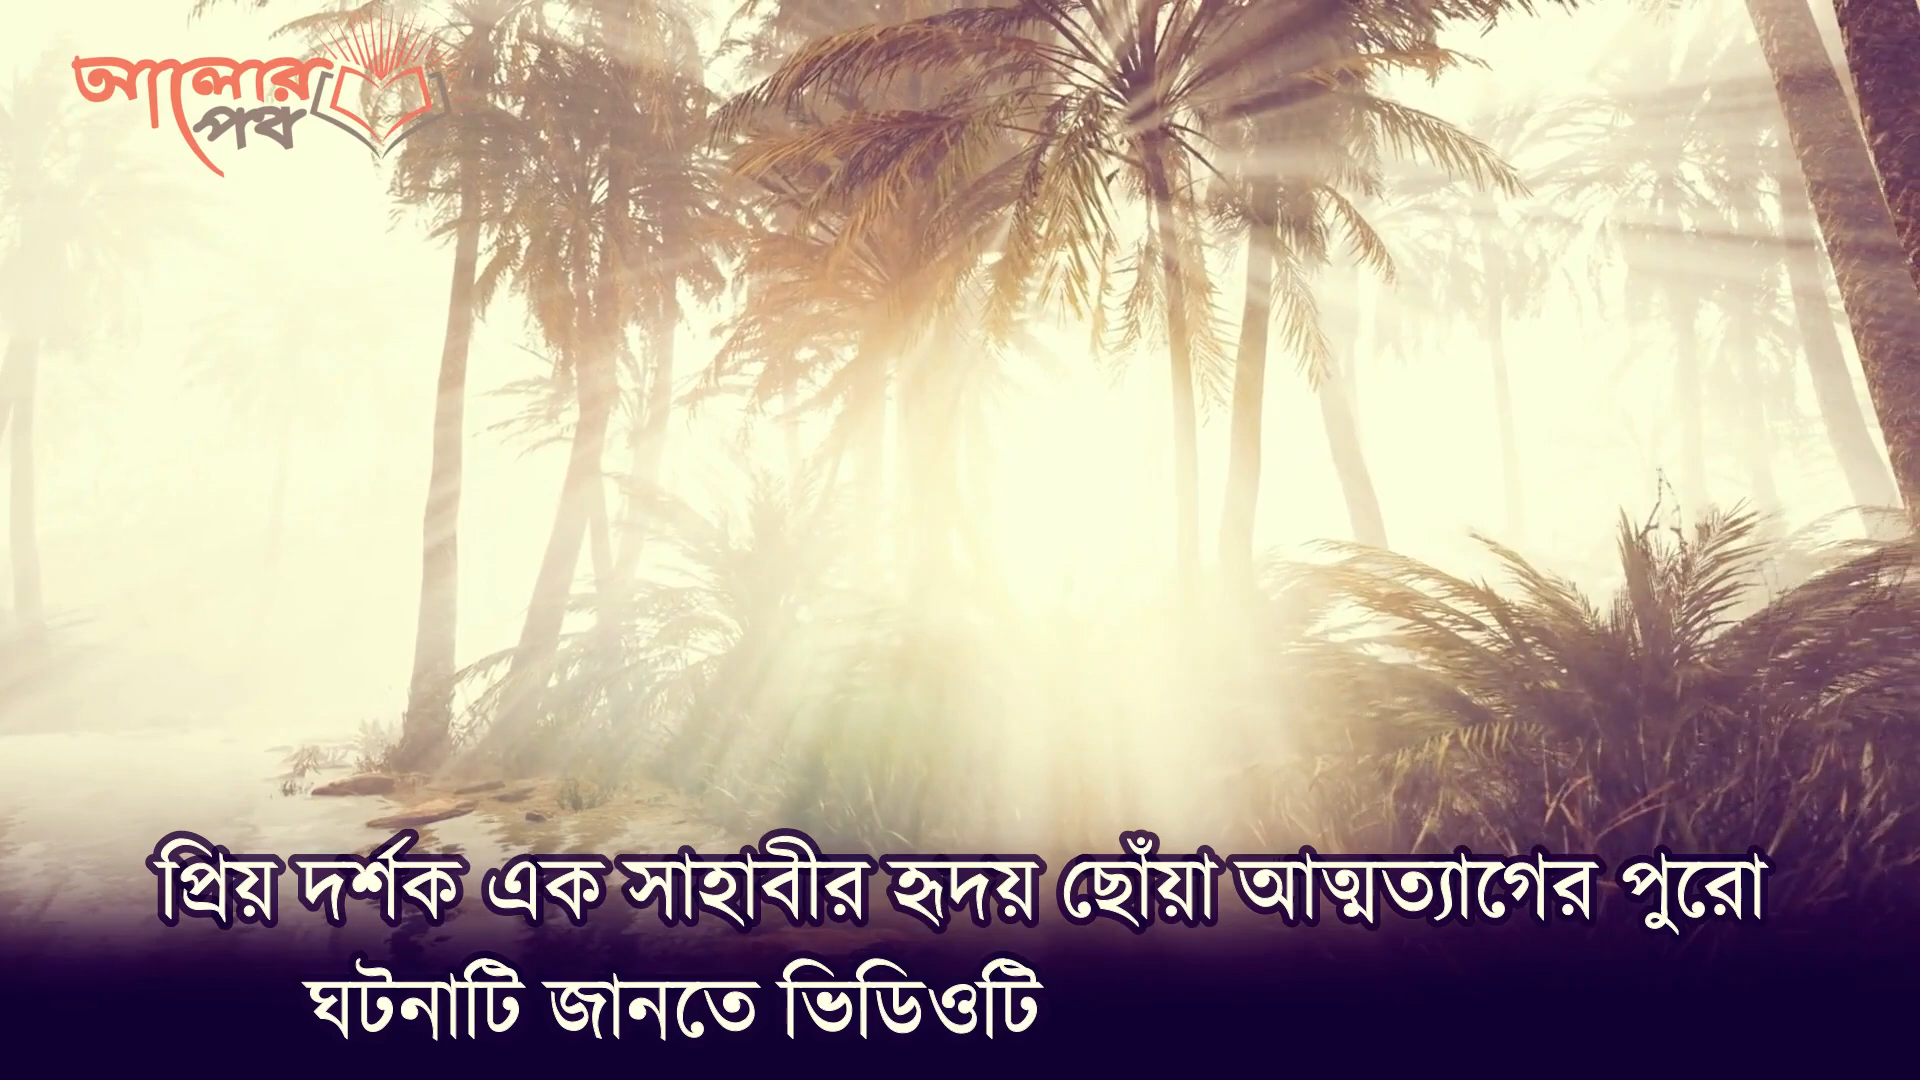 আলোর
পথ
প্রিয় দর্শক এক সাহাবীর হৃদয় ছোঁয়া আত্মত্যাগের পুরো
ঘটনাটি জানতে ভিডিওটি